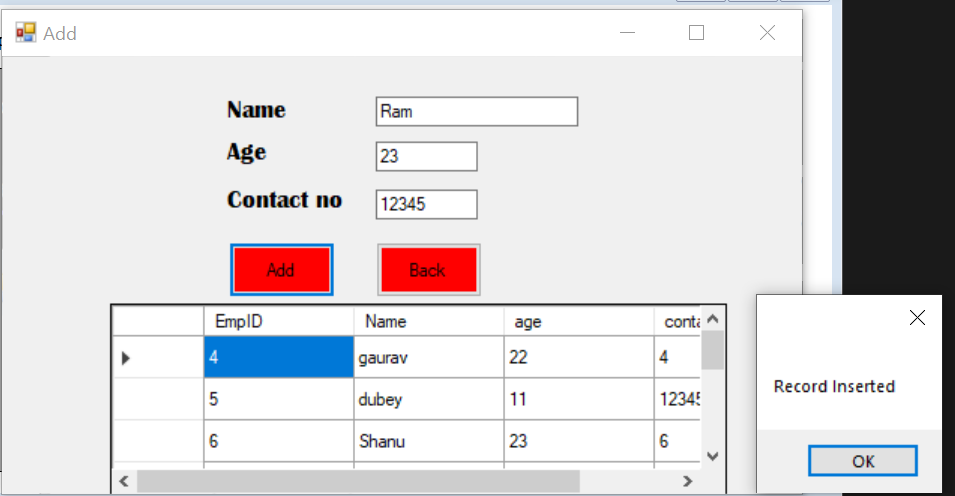 Add
Name Ram
Age 23
Contact no 12345
Add Back
EmpID Name age
4 gaurav 22 4
5 dubey 11 12345
6 Shanu 23 6
Record Inserted
OK